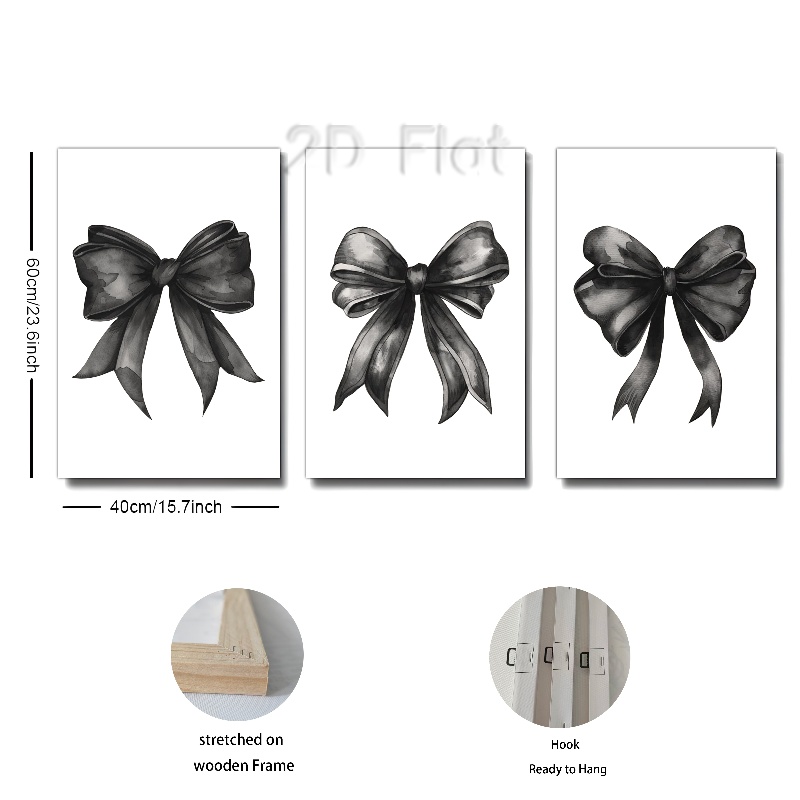 2D Flat
60cm/23.6inch
40cm/15.7inch
stretched on
wooden Frame
Hook
Ready to Hang